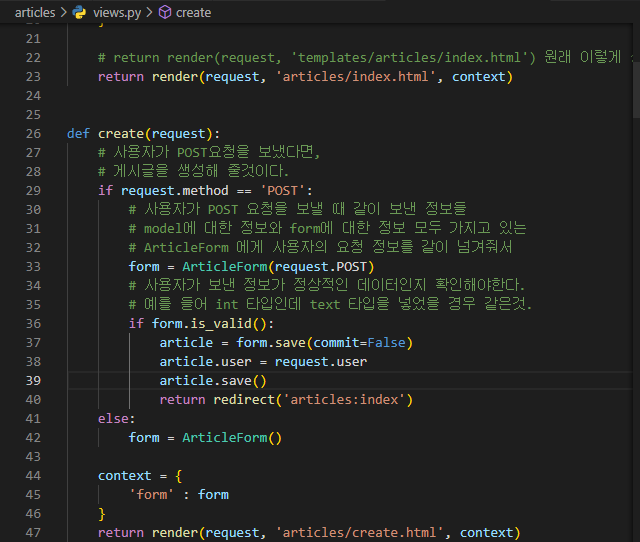 articles > views.py > create
21
22 # return render(request, 'templates/articles/index.html') 원래 이렇게
23 return render(request, 'articles/index.html', context)
24
25
26 def create(request):
27 # 사용자가 POST요청을 보냈다면,
28 # 게시글을 생성해 줄것이다.
29 if request.method == 'POST':
30 # 사용자가 POST 요청을 보낼 때 같이 보낸 정보들
31 # model에 대한 정보와 form에 대한 정보 모두 가지고 있는
32 # ArticleForm 에게 사용자의 요청 정보를 같이 넘겨줘서
33 form = ArticleForm(request.POST)
34 # 사용자가 보낸 정보가 정상적인 데이터인지 확인해야한다.
35 # 예를 들어 int 타입인데 text 타입을 넣었을 경우 같은것.
36 if form.is_valid():
37 article = form.save(commit=False)
38 article.user = request.user
39 article.save()
40 return redirect('articles:index')
41 else:
42 form = ArticleForm()
43
44 context = {
45 'form' : form
46 }
47 return render(request, 'articles/create.html', context)